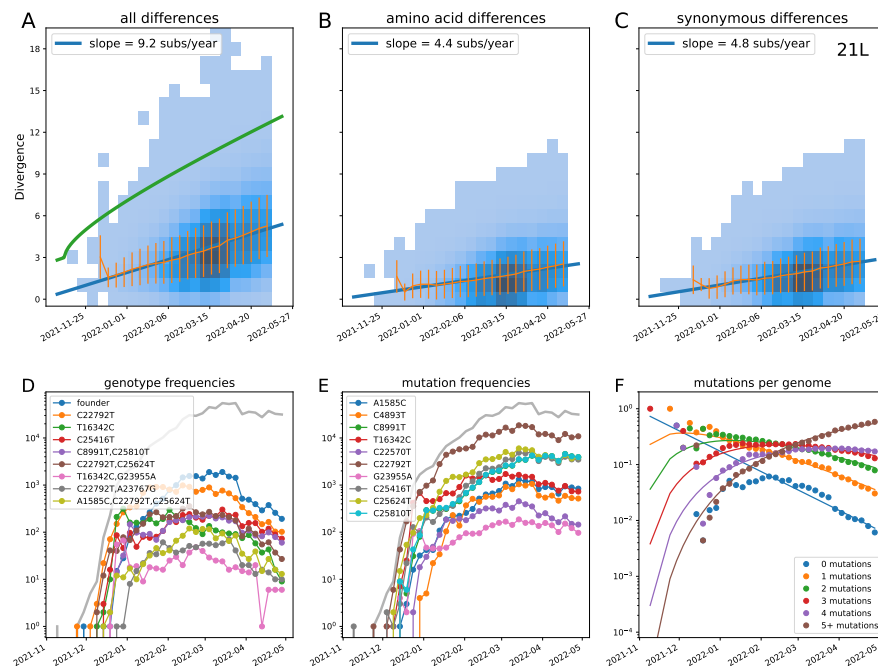 A all differences
B amino acid differences
C synonymous differences
slope = 9.2 subs/year
slope = 4.4 subs/year
slope = 4.8 subs/year
21L
Divergence
18
15
12
9
6
3
0
2021-11-25 2022-01-01 2022-02-06 2022-03-15 2022-04-20 2022-05-27
2021-11-25 2022-01-01 2022-02-06 2022-03-15 2022-04-20 2022-05-27
2021-11-25 2022-01-01 2022-02-06 2022-03-15 2022-04-20 2022-05-27
D genotype frequencies
founder
C22792T
T16342C
C25416T
C8991T,C25810T
C22792T,C25624T
T16342C,G23955A
C22792T,A23767G
A1585C,C22792T,C25624T
10⁴
10³
10²
10¹
10⁰
2021-11 2021-12 2022-01 2022-02 2022-03 2022-04 2022-05
E mutation frequencies
A1585C
C4893T
C8991T
T16342C
C22570T
C22792T
G23955A
C25416T
C25624T
C25810T
10⁴
10³
10²
10¹
10⁰
2021-11 2021-12 2022-01 2022-02 2022-03 2022-04 2022-05
F mutations per genome
10⁰
10⁻¹
10⁻²
10⁻³
10⁻⁴
0 mutations
1 mutations
2 mutations
3 mutations
4 mutations
5+ mutations
2021-11 2021-12 2022-01 2022-02 2022-03 2022-04 2022-05